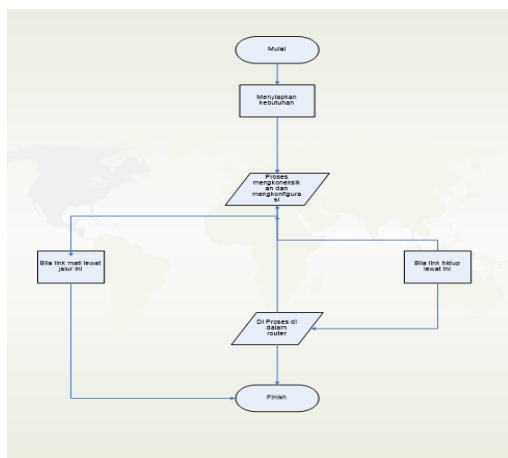 Mulai
Menyiapkan
kebutuhan
Proses
mengkoneksik
an dan
mengkonfigura
si
Bila link mati lewat
jalur ini
Bila link hidup
lewat ini
Di Proses di
dalam
router
Finish